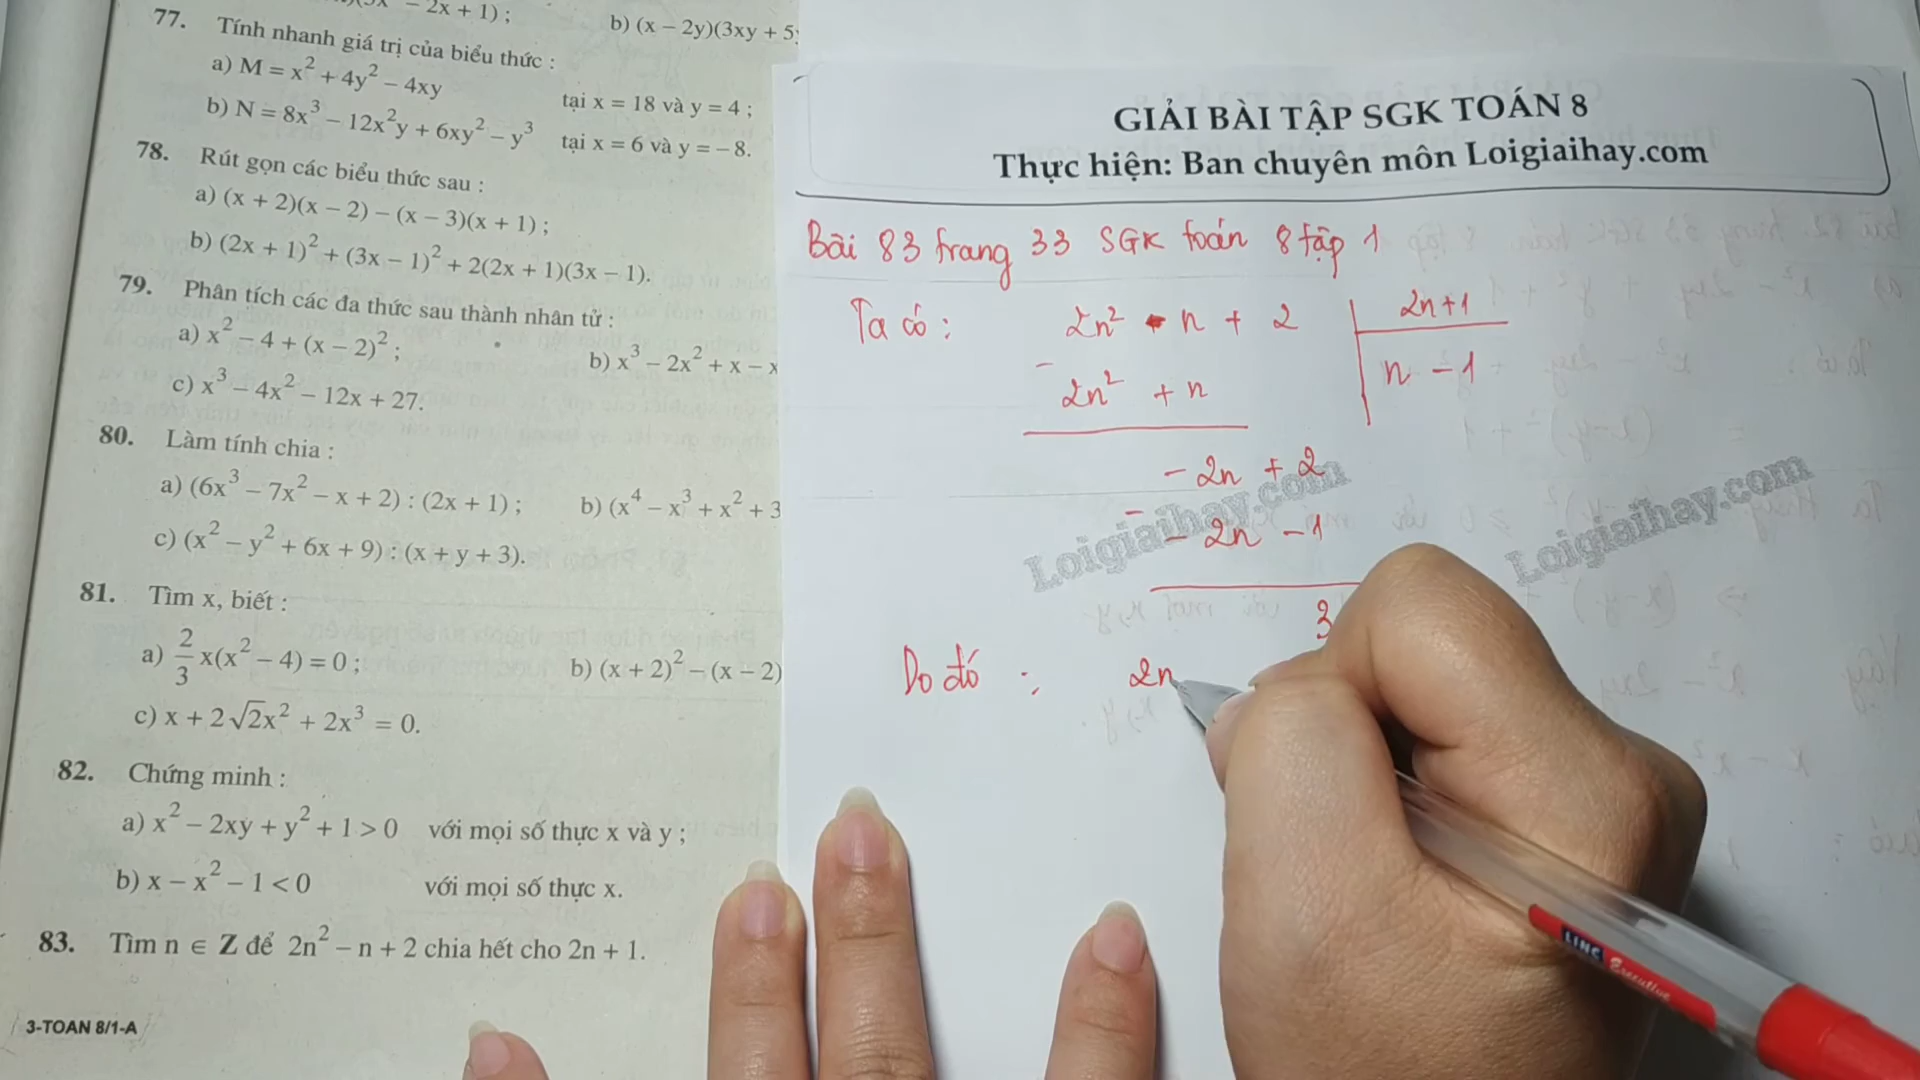 − 2x + 1) ;
b) (x − 2y)(3xy + 5
77. Tính nhanh giá trị của biểu thức :
a) M = x² + 4y² − 4xy tại x = 18 và y = 4 ;
b) N = 8x³ − 12x²y + 6xy² − y³ tại x = 6 và y = − 8.
78. Rút gọn các biểu thức sau :
a) (x + 2)(x − 2) − (x − 3)(x + 1) ;
b) (2x + 1)² + (3x − 1)² + 2(2x + 1)(3x − 1).
79. Phân tích các đa thức sau thành nhân tử :
a) x² − 4 + (x − 2)² ; b) x³ − 2x² + x − x
c) x³ − 4x² − 12x + 27.
80. Làm tính chia :
a) (6x³ − 7x² − x + 2) : (2x + 1) ; b) (x⁴ − x³ + x² + 3
c) (x² − y² + 6x + 9) : (x + y + 3).
81. Tìm x, biết :
a) 2/3 x(x² − 4) = 0 ; b) (x + 2)² − (x − 2)
c) x + 2√2x² + 2x³ = 0.
82. Chứng minh :
a) x² − 2xy + y² + 1 > 0 với mọi số thực x và y ;
b) x − x² − 1 < 0 với mọi số thực x.
83. Tìm n ∈ Z để 2n² − n + 2 chia hết cho 2n + 1.
3-TOAN 8/1-A
GIẢI BÀI TẬP SGK TOÁN 8
Thực hiện: Ban chuyên môn Loigiaihay.com
Bài 83 trang 33 SGK toán 8 tập 1
Ta có : 2n² - n + 2 2n+1
− 2n² + n n − 1
− 2n + 2
− − 2n − 1
3
Do đó : 2n
Loigiaihay.com
Loigiaihay.com
LINC Executive